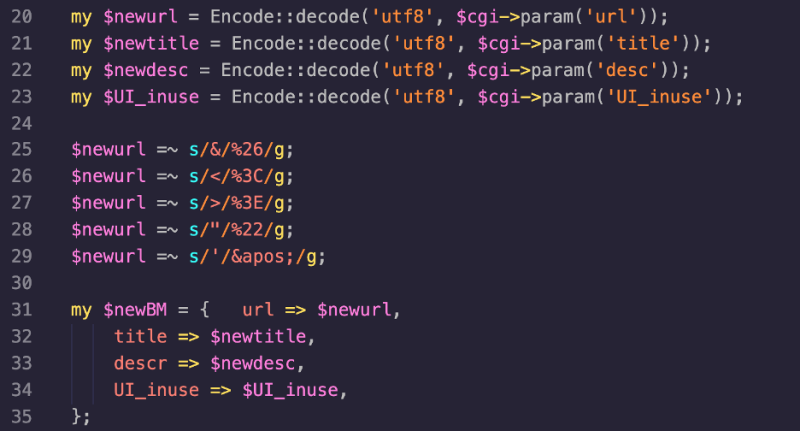 20 my $newurl = Encode::decode('utf8', $cgi->param('url'));
21 my $newtitle = Encode::decode('utf8', $cgi->param('title'));
22 my $newdesc = Encode::decode('utf8', $cgi->param('desc'));
23 my $UI_inuse = Encode::decode('utf8', $cgi->param('UI_inuse'));
24
25 $newurl =~ s/&/%26/g;
26 $newurl =~ s/</%3C/g;
27 $newurl =~ s/>/%3E/g;
28 $newurl =~ s/"/%22/g;
29 $newurl =~ s/'/&apos;/g;
30
31 my $newBM = {   url => $newurl,
32     title => $newtitle,
33     descr => $newdesc,
34     UI_inuse => $UI_inuse,
35 };